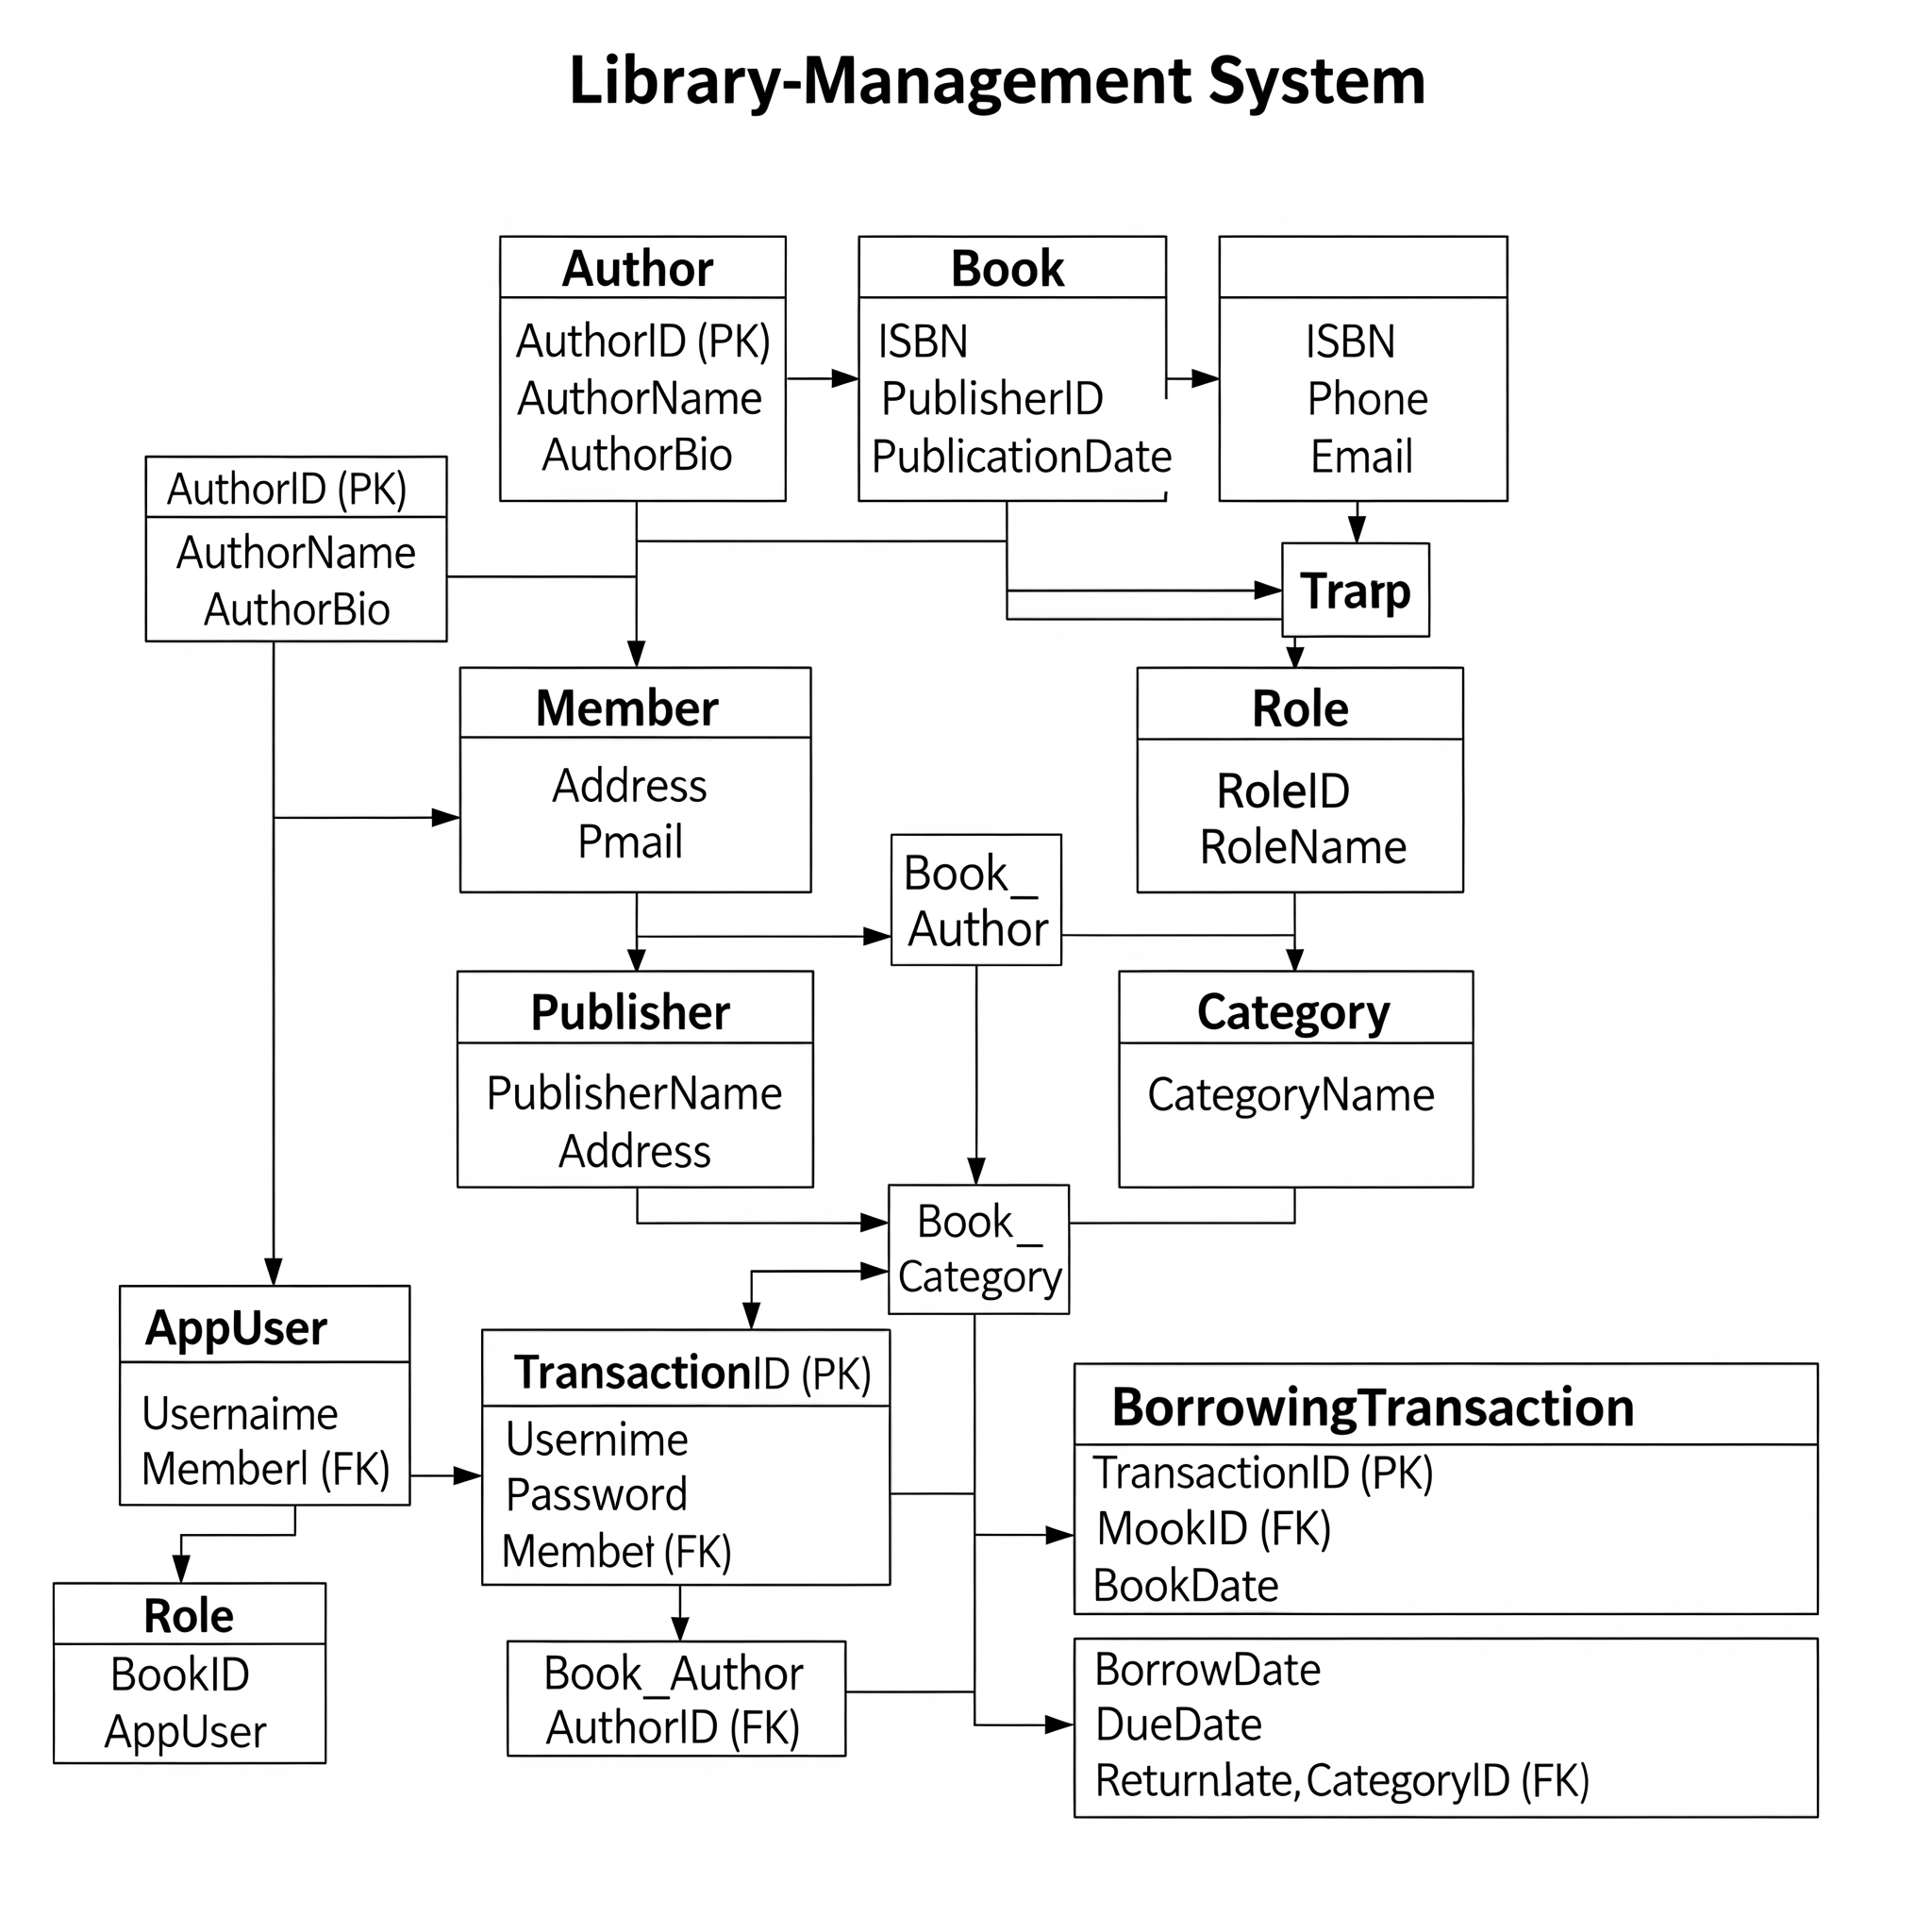 Library-Management System
Author
AuthorID (PK)
AuthorName
AuthorBio
Book
ISBN
PublisherID
PublicationDate
ISBN
Phone
Email
AuthorID (PK)
AuthorName
AuthorBio
Trarp
Member
Address
Pmail
Role
RoleID
RoleName
Book_
Author
Publisher
PublisherName
Address
Category
CategoryName
Book_
Category
AppUser
Usernaime
Memberl (FK)
TransactionID (PK)
Usernime
Password
Membet (FK)
BorrowingTransaction
TransactionID (PK)
MookID (FK)
BookDate
Role
BookID
AppUser
Book_Author
AuthorID (FK)
BorrowDate
DueDate
CategoryID (FK)